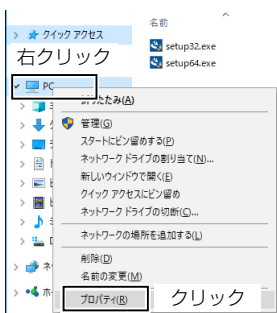 名前
クイック アクセス
setup32.exe
右クリック
setup64.exe
PC
折りたたみ(A)
管理(G)
スタートにピン留めする(P)
ネットワーク ドライブの割り当て(N)...
新しいウィンドウで開く(E)
クイック アクセスにピン留め
ネットワーク ドライブの切断(C)...
ネットワークの場所を追加する(L)
削除(D)
名前の変更(M)
プロパティ(R)
クリック